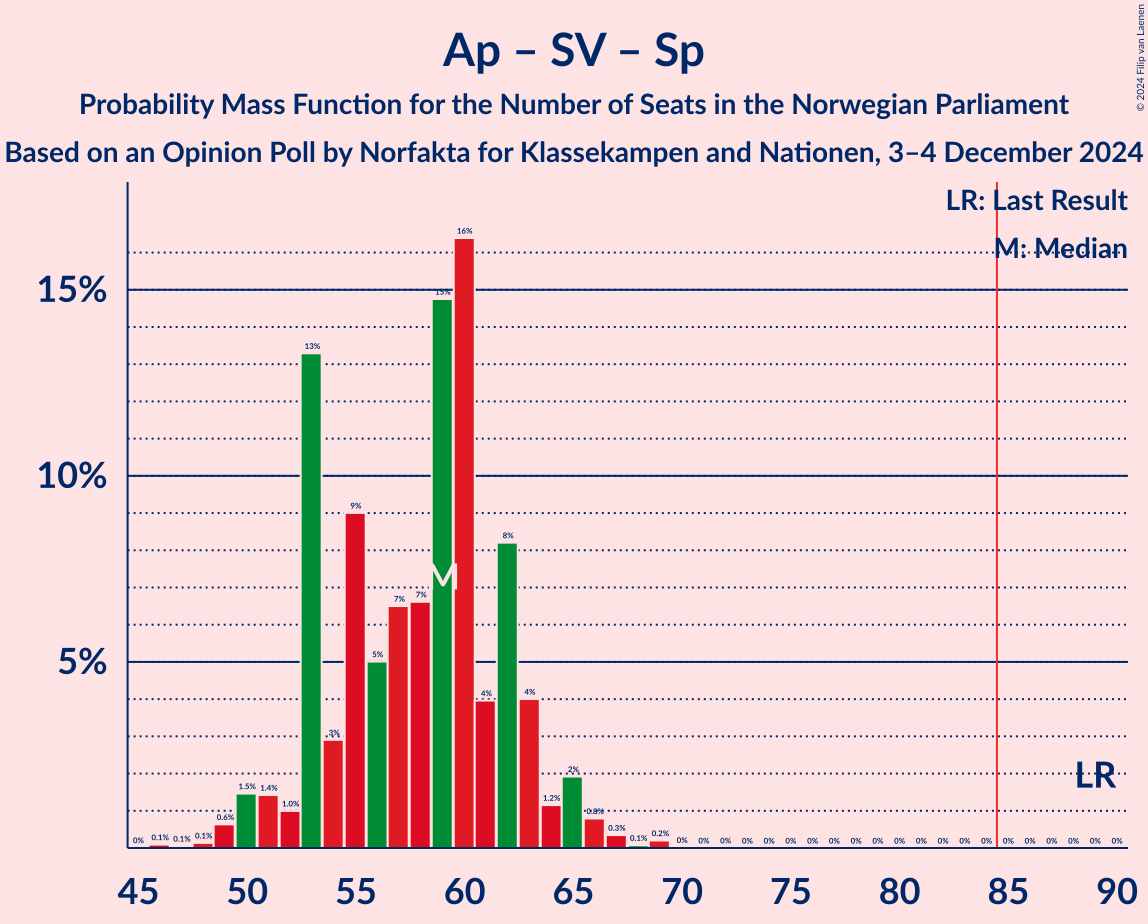 Ap – SV – Sp
Probability Mass Function for the Number of Seats in the Norwegian Parliament
Based on an Opinion Poll by Norfakta for Klassekampen and Nationen, 3–4 December 2024
© 2024 Filip van Laenen
LR: Last Result
M: Median
15%
10%
5%
0% 0.1% 0.1% 0.1% 0.6% 1.5% 1.4% 1.0% 13% 3% 9% 5% 7% 7% 15% 16% 4% 8% 4% 1.2% 2% 0.8% 0.3% 0.1% 0.2% 0% 0% 0% 0% 0% 0% 0% 0% 0% 0% 0% 0% 0% 0% 0% 0% 0% 0% 0% 0% 0%
M
LR
45 50 55 60 65 70 75 80 85 90